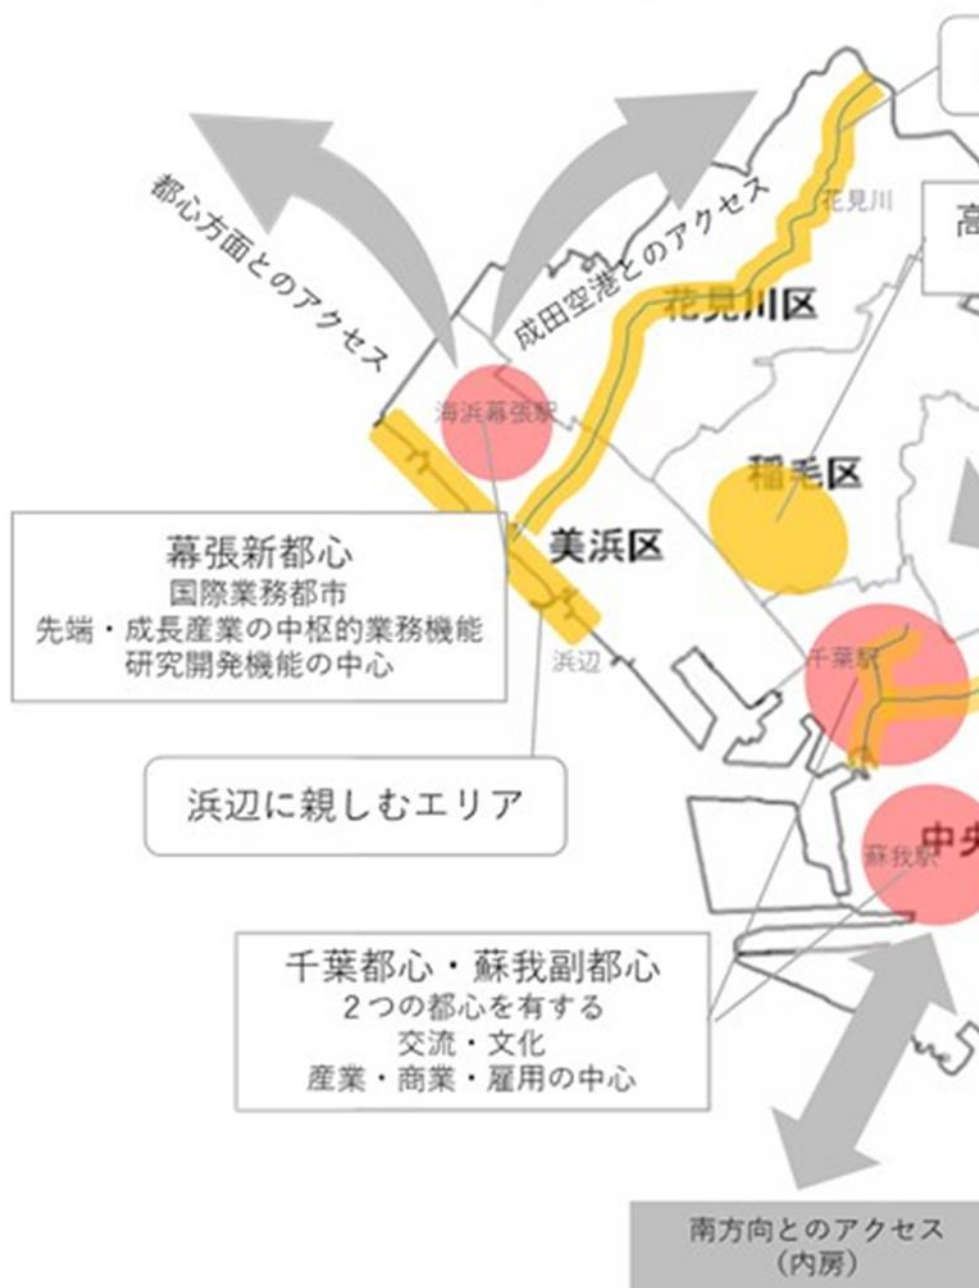 都心方面とのアクセス
成田空港とのアクセス
花見川
高
花見川区
海浜幕張駅
稲毛区
美浜区
幕張新都心
国際業務都市
先端・成長産業の中枢的業務機能
研究開発機能の中心
浜辺
千葉駅
浜辺に親しむエリア
中央
蘇我駅
千葉都心・蘇我副都心
２つの都心を有する
交流・文化
産業・商業・雇用の中心
南方向とのアクセス
（内房）